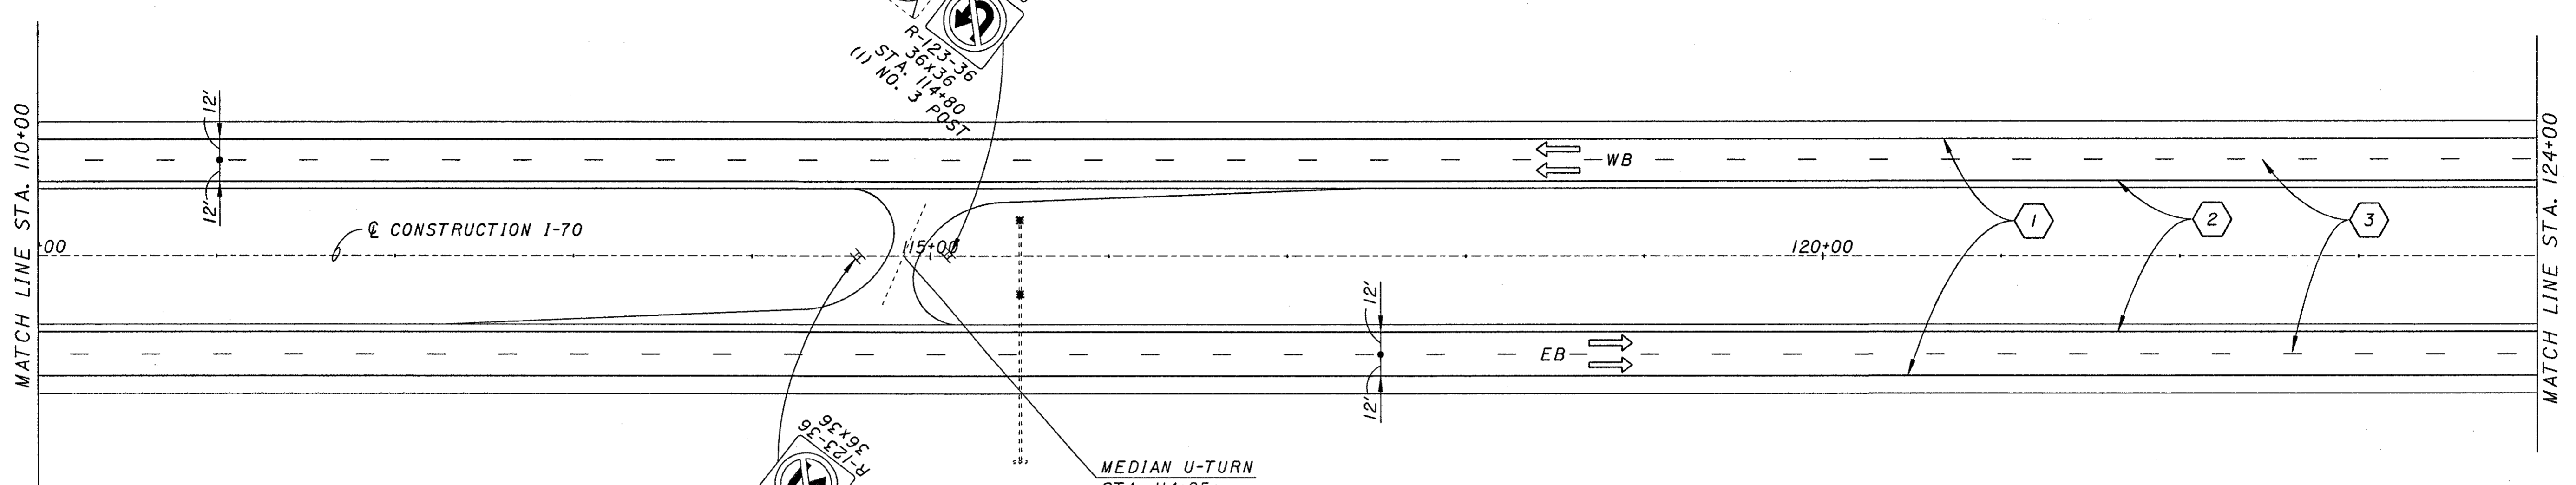 R-123-36
36x36
STA. 114+80
(1) NO. 3 POST
MATCH LINE STA. 110+00
12'
12'
WB
MATCH LINE STA. 124+00
℄ CONSTRUCTION I-70
+00
115+00
120+00
1
2
3
12'
12'
EB
R-123-36
36x36
MEDIAN U-TURN